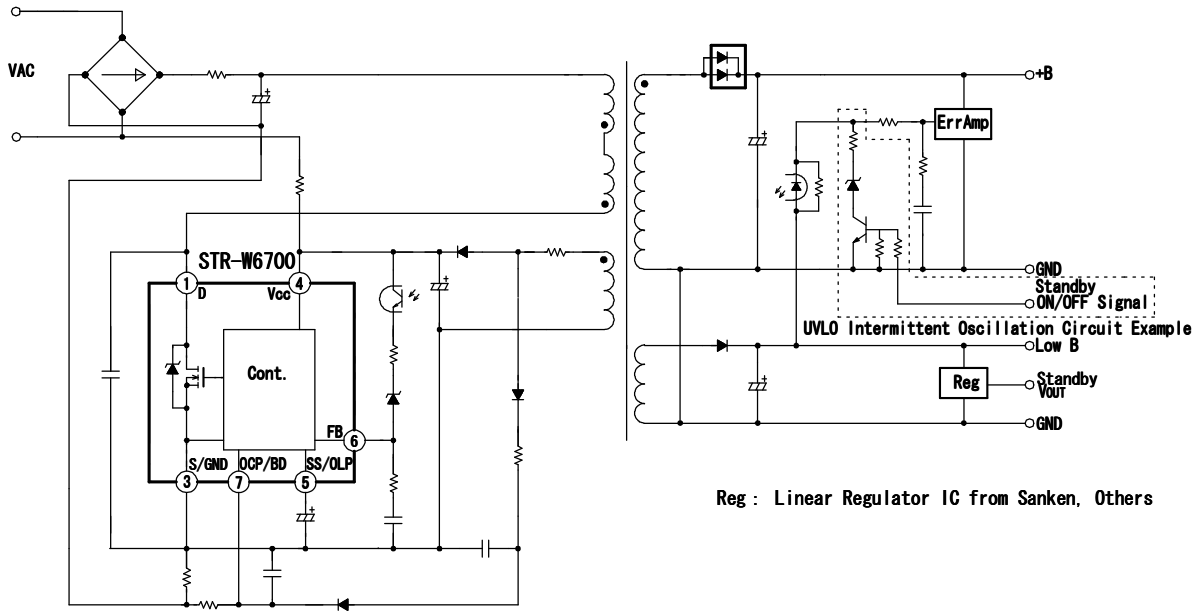 VAC
+B
ErrAmp
STR-W6700
GND
Standby
ON/OFF Signal
UVLO Intermittent Oscillation Circuit Example
1
D
4
Vcc
Low B
Cont.
Reg
Standby
VOUT
FB
6
GND
S/GND
OCP/BD
SS/OLP
3
7
5
Reg : Linear Regulator IC from Sanken, Others